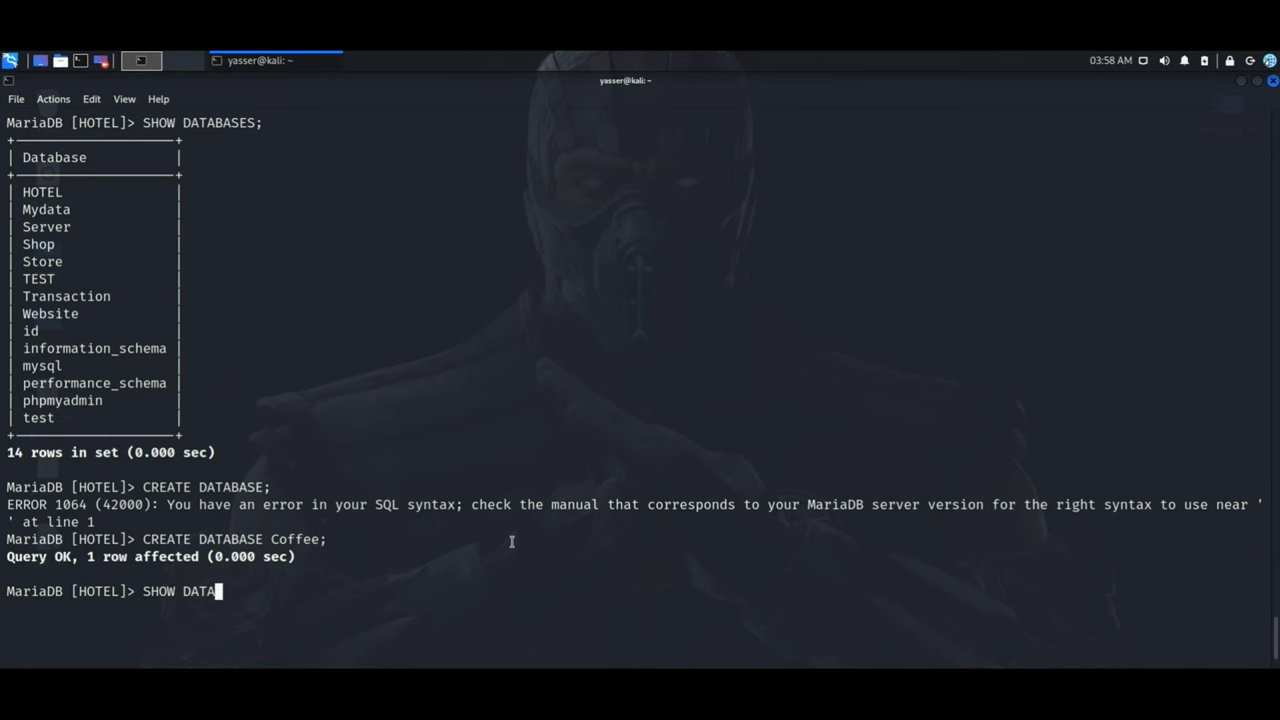 yasser@kali: ~
03:58 AM
yasser@kali: ~
File Actions Edit View Help
MariaDB [HOTEL]> SHOW DATABASES;
| Database |
| HOTEL |
| Mydata |
| Server |
| Shop |
| Store |
| TEST |
| Transaction |
| Website |
| id |
| information_schema |
| mysql |
| performance_schema |
| phpmyadmin |
| test |
14 rows in set (0.000 sec)
MariaDB [HOTEL]> CREATE DATABASE;
ERROR 1064 (42000): You have an error in your SQL syntax; check the manual that corresponds to your MariaDB server version for the right syntax to use near '
' at line 1
MariaDB [HOTEL]> CREATE DATABASE Coffee;
Query OK, 1 row affected (0.000 sec)
MariaDB [HOTEL]> SHOW DATA